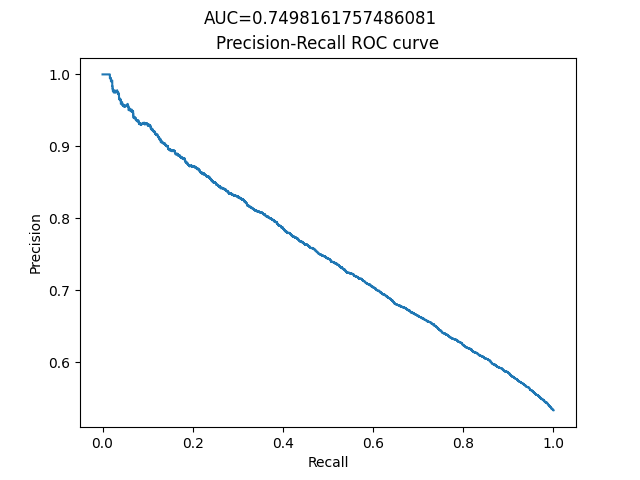 AUC=0.7498161757486081
Precision-Recall ROC curve
1.0
0.9
0.8
0.7
0.6
Precision
0.0 0.2 0.4 0.6 0.8 1.0
Recall